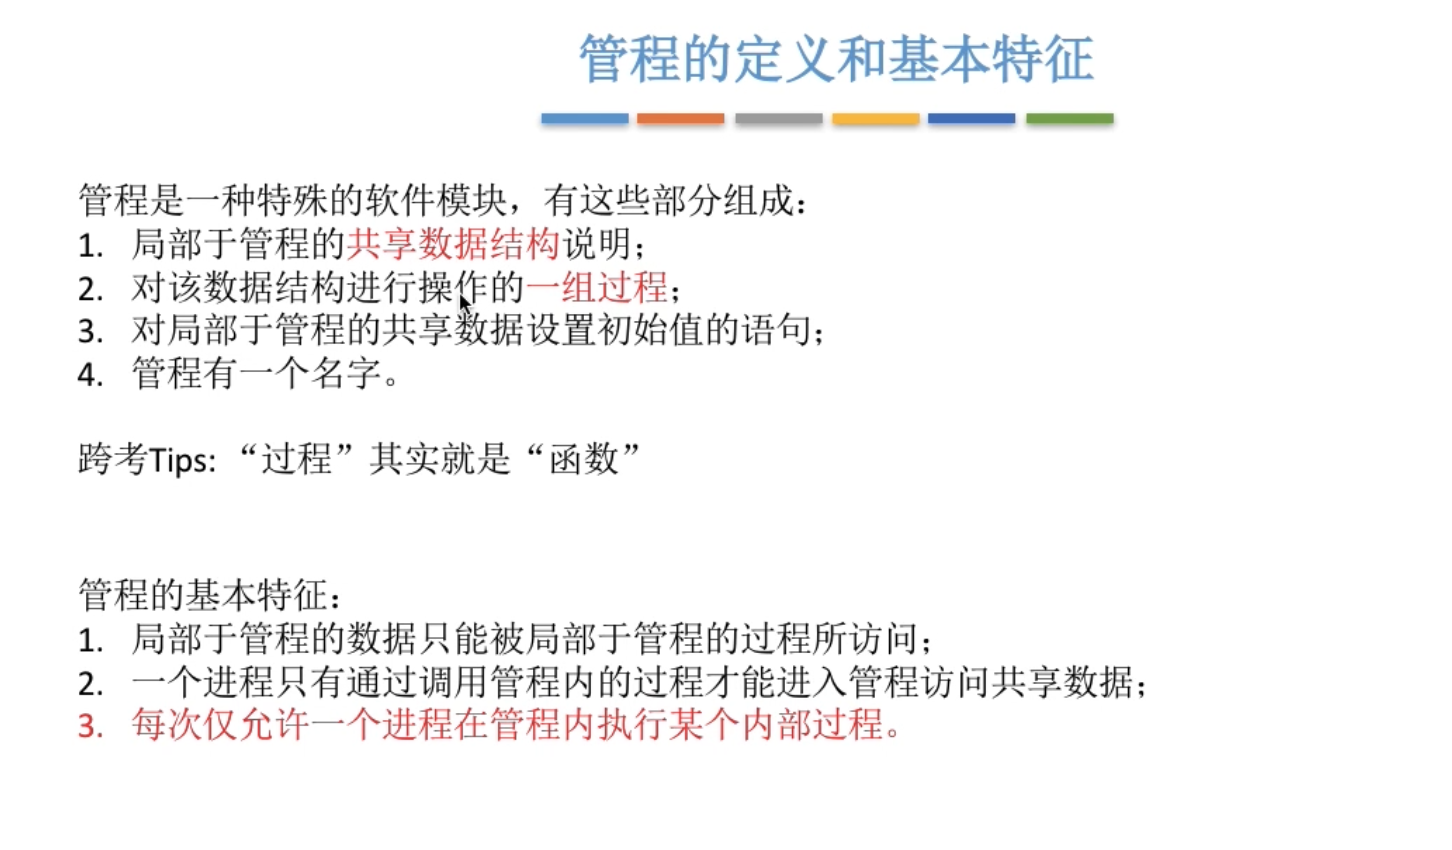 管程的定义和基本特征
管程是一种特殊的软件模块，有这些部分组成：
1. 局部于管程的共享数据结构说明；
2. 对该数据结构进行操作的一组过程；
3. 对局部于管程的共享数据设置初始值的语句；
4. 管程有一个名字。
跨考Tips: “过程”其实就是“函数”
管程的基本特征：
1. 局部于管程的数据只能被局部于管程的过程所访问；
2. 一个进程只有通过调用管程内的过程才能进入管程访问共享数据；
3. 每次仅允许一个进程在管程内执行某个内部过程。